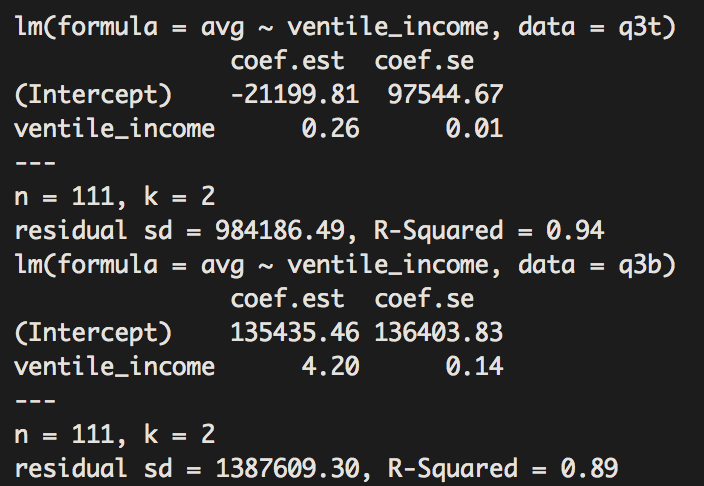 lm(formula = avg ~ ventile_income, data = q3t)
coef.est coef.se
(Intercept) -21199.81 97544.67
ventile_income 0.26 0.01
---
n = 111, k = 2
residual sd = 984186.49, R-Squared = 0.94
lm(formula = avg ~ ventile_income, data = q3b)
coef.est coef.se
(Intercept) 135435.46 136403.83
ventile_income 4.20 0.14
---
n = 111, k = 2
residual sd = 1387609.30, R-Squared = 0.89